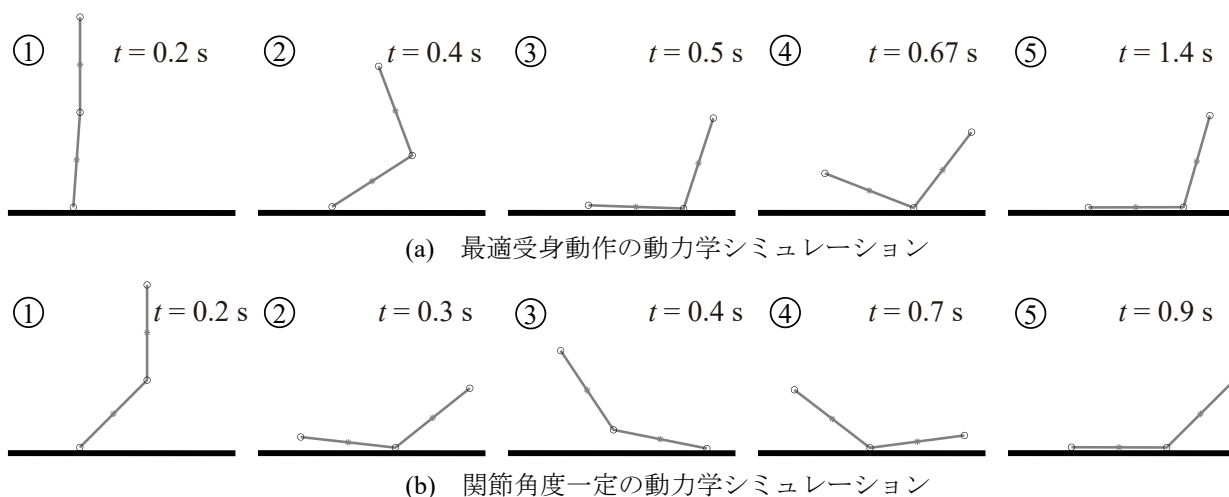 ① t = 0.2 s ② t = 0.4 s ③ t = 0.5 s ④ t = 0.67 s ⑤ t = 1.4 s
(a) 最適受身動作の動力学シミュレーション
① t = 0.2 s ② t = 0.3 s ③ t = 0.4 s ④ t = 0.7 s ⑤ t = 0.9 s
(b) 関節角度一定の動力学シミュレーション